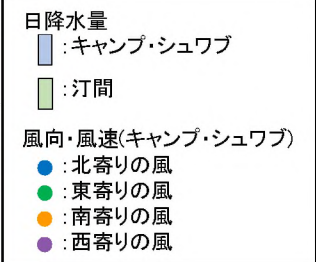 日降水量
:キャンプ・シュワブ
:汀間
風向・風速(キャンプ・シュワブ)
:北寄りの風
:東寄りの風
:南寄りの風
:西寄りの風